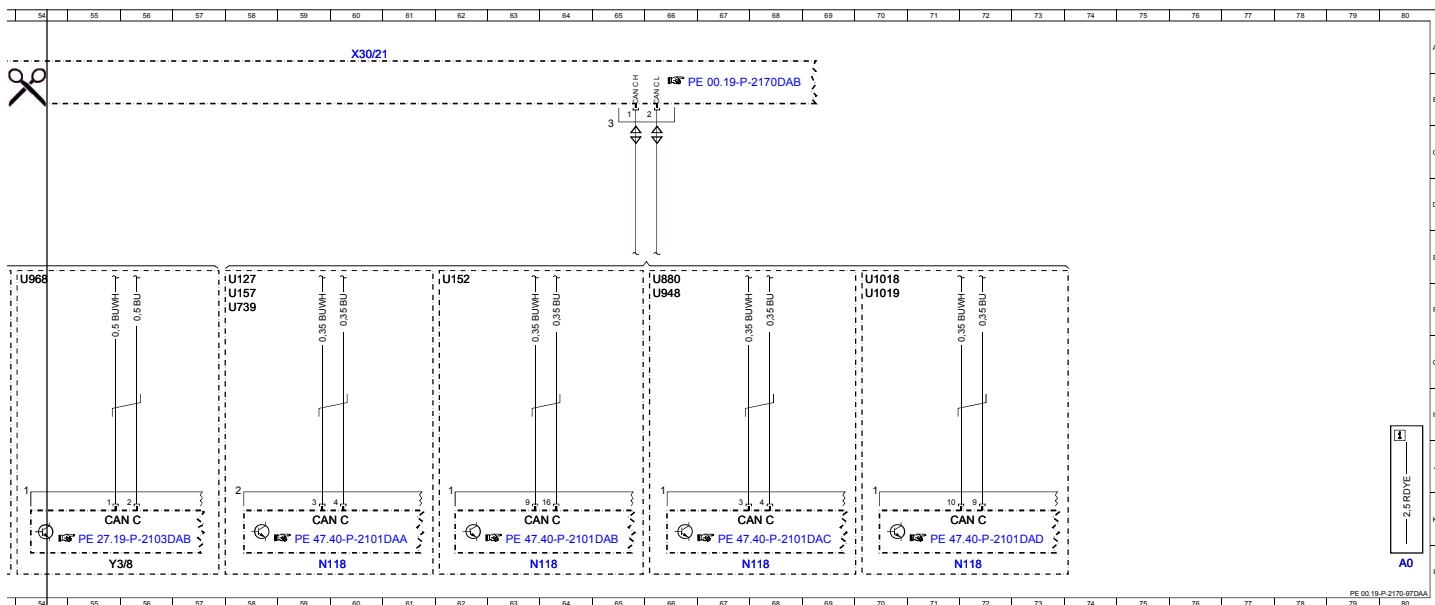 54 55 56 57 58 59 60 61 62 63 64 65 66 67 68 69 70 71 72 73 74 75 76 77 78 79 80
X30/21
CAN C H
CAN C L
PE 00.19-P-2170DAB
1 2
3
U968
U127
U157
U739
U152
U880
U948
U1018
U1019
0,5 BUWH
0,5 BU
0,35 BUWH
0,35 BU
0,35 BUWH
0,35 BU
0,35 BUWH
0,35 BU
0,35 BUWH
0,35 BU
1
2,5 RDYE
A0
1
1 2
CAN C
PE 27.19-P-2103DAB
Y3/8
2
3 4
CAN C
PE 47.40-P-2101DAA
N118
1
9 16
CAN C
PE 47.40-P-2101DAB
N118
1
3 4
CAN C
PE 47.40-P-2101DAC
N118
1
10 9
CAN C
PE 47.40-P-2101DAD
N118
PE 00.19-P-2170-97DAA
54 55 56 57 58 59 60 61 62 63 64 65 66 67 68 69 70 71 72 73 74 75 76 77 78 79 80